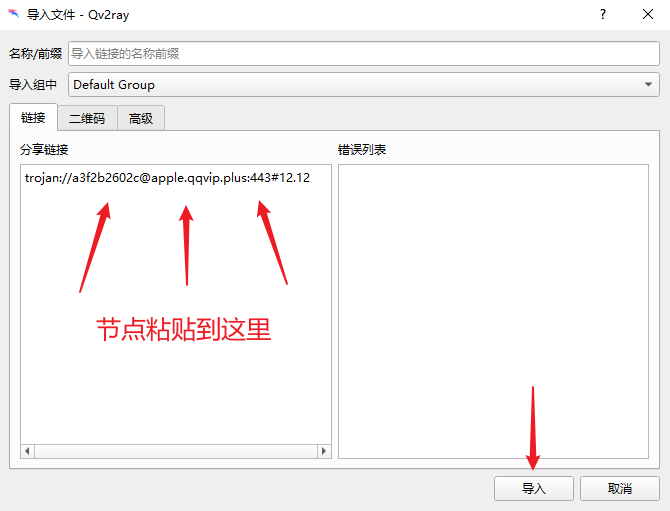 导入文件 - Qv2ray
名称/前缀 导入链接的名称前缀
导入组中 Default Group
链接 二维码 高级
分享链接 错误列表
trojan://a3f2b2602c@apple.qqvip.plus:443#12.12
节点粘贴到这里
导入 取消